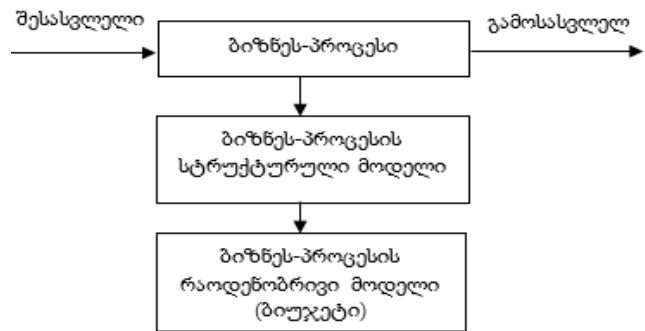 შესასვლელი
ბიზნეს-პროცესი
გამოსასვლელ
ბიზნეს-პროცესის
სტრუქტურული მოდელი
ბიზნეს-პროცესის
რაოდენობრივი მოდელი
(ბიუჯეტი)